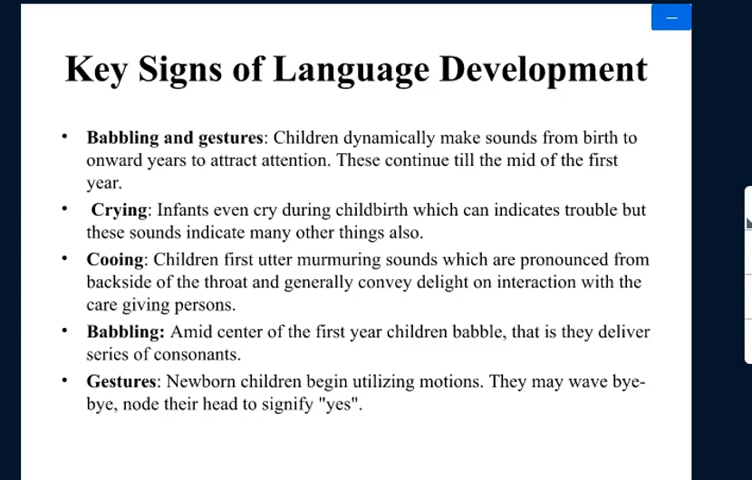 Key Signs of Language Development
• Babbling and gestures: Children dynamically make sounds from birth to
onward years to attract attention. These continue till the mid of the first
year.
• Crying: Infants even cry during childbirth which can indicates trouble but
these sounds indicate many other things also.
• Cooing: Children first utter murmuring sounds which are pronounced from
backside of the throat and generally convey delight on interaction with the
care giving persons.
• Babbling: Amid center of the first year children babble, that is they deliver
series of consonants.
• Gestures: Newborn children begin utilizing motions. They may wave bye-
bye, node their head to signify "yes".